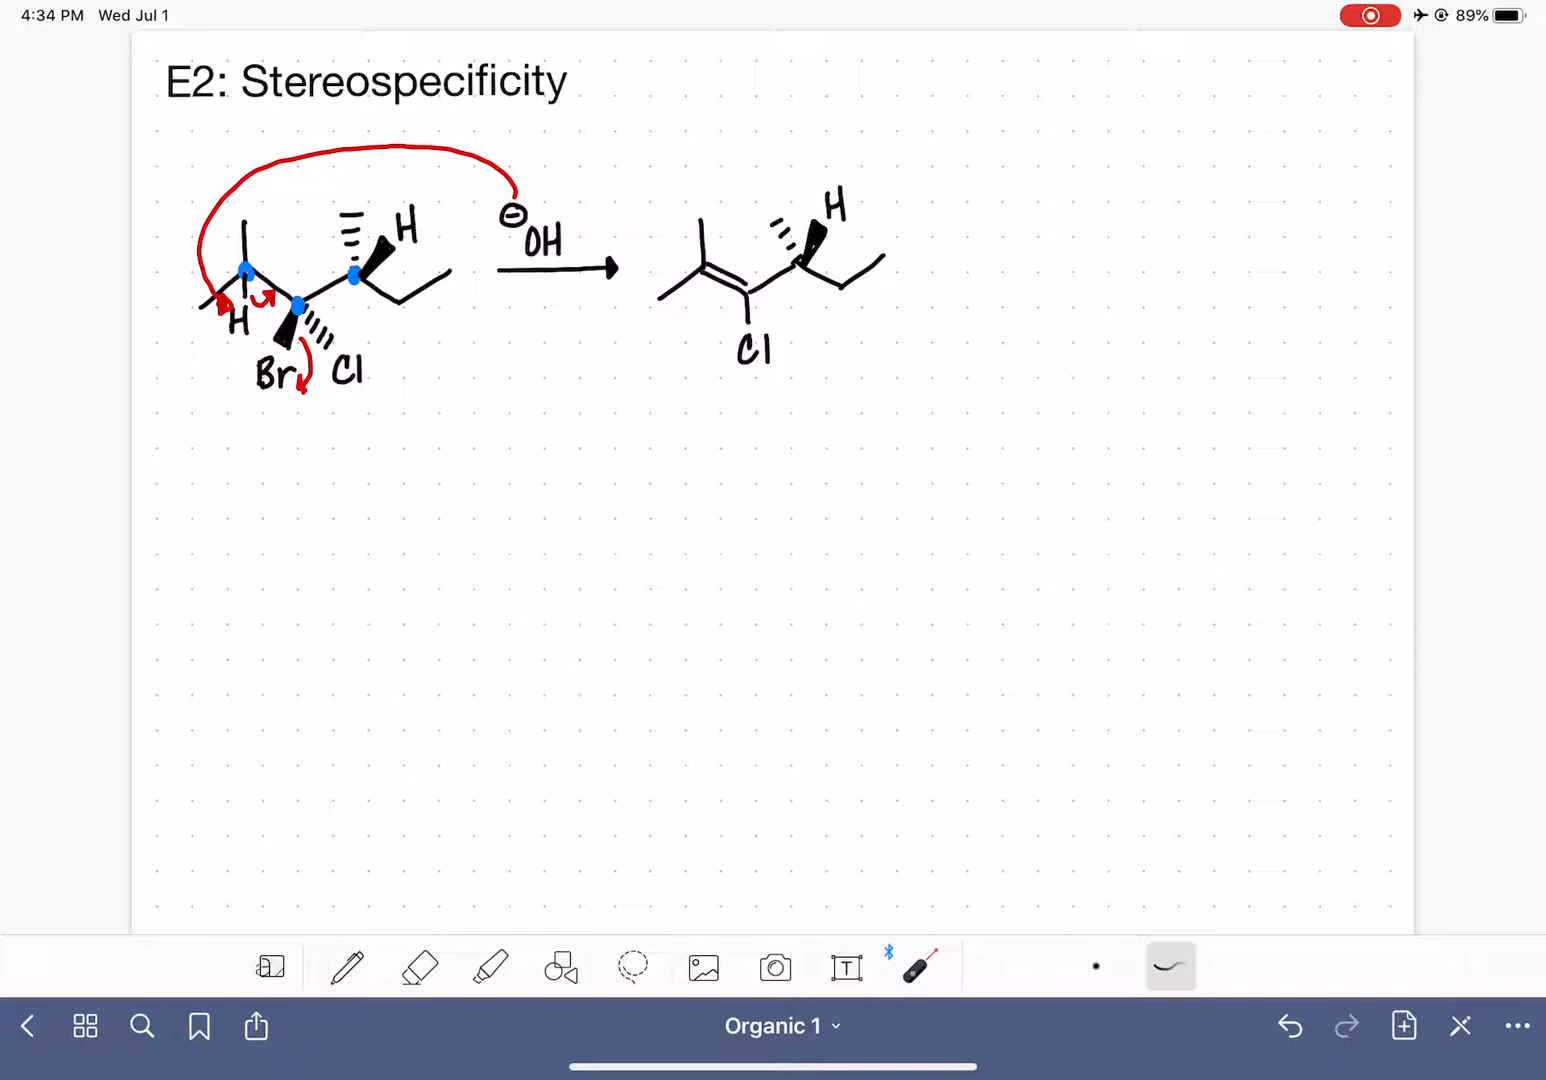 4:34 PM Wed Jul 1
89%
E2: Stereospecificity
H
⊖
OH
H
Br Cl
H
Cl
T
Organic 1